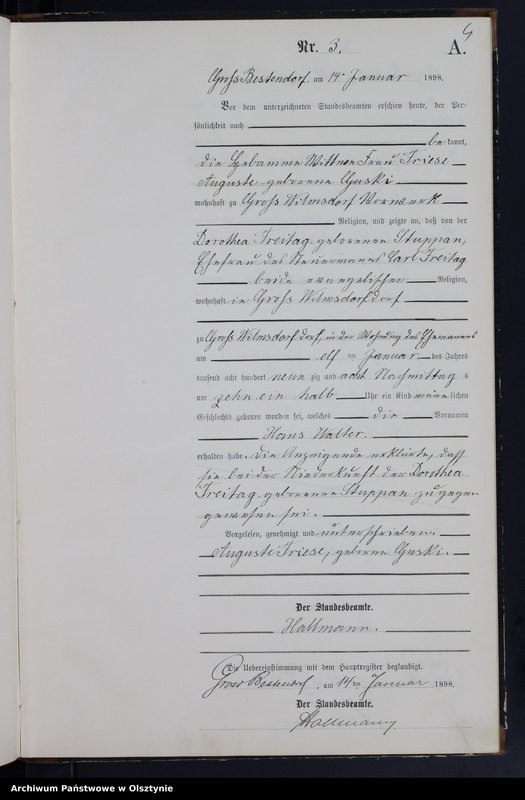 A.
Nr. 3.
Groß Bestendorf, am 14 Januar 1898.
Vor dem unterzeichneten Standesbeamten erschien heute, der Per-
sönlichkeit nach
bekannt,
die Hebamme Wittwe Frau Friese
Auguste geborene Guski
wohnhaft zu Groß Wilmsdorf Vorwerk
Religion, und zeigte an, daß von der
Dorothea Freitag geborenen Stuppan,
Ehefrau des Steuermanns Carl Freitag
beide evangelischer Religion,
wohnhaft in Groß Wilmsdorf dorf
zu Groß Wilmsdorf dorf, in der Wohnung des Ehemannes
am elf ten Januar des Jahres
tausend acht hundert neunzig und acht Nachmittags
um zehn ein halb Uhr ein Kind männlichen
Geschlechts geboren worden sei, welches die Vornamen
Hans Walter.
erhalten habe. Die Anzeigende erklärte, daß
sie bei der Niederkunft der Dorothea
Freitag geborenen Stuppan zugegen
gewesen sei.
Vorgelesen, genehmigt und unterschrieben.
Auguste Friese, geborne Guski.
Der Standesbeamte.
Hallmann.
Die Uebereinstimmung mit dem Hauptregister beglaubigt.
Gross Bestendorf, am 14ten Januar 1898.
Der Standesbeamte.
Hallmann.
Archiwum Państwowe w Olsztynie